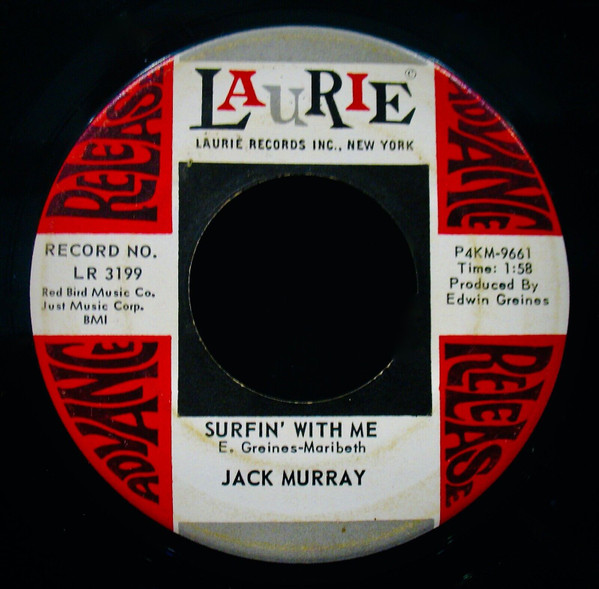 LAURIE ©
LAURIE RECORDS INC., NEW YORK
RELEASE
ADVANCE
RECORD NO.
LR 3199
Red Bird Music Co.
Just Music Corp.
BMI
P4KM-9661
Time: 1:58
Produced By
Edwin Greines
ADVANCE
RELEASE
SURFIN' WITH ME
E. Greines-Maribeth
JACK MURRAY